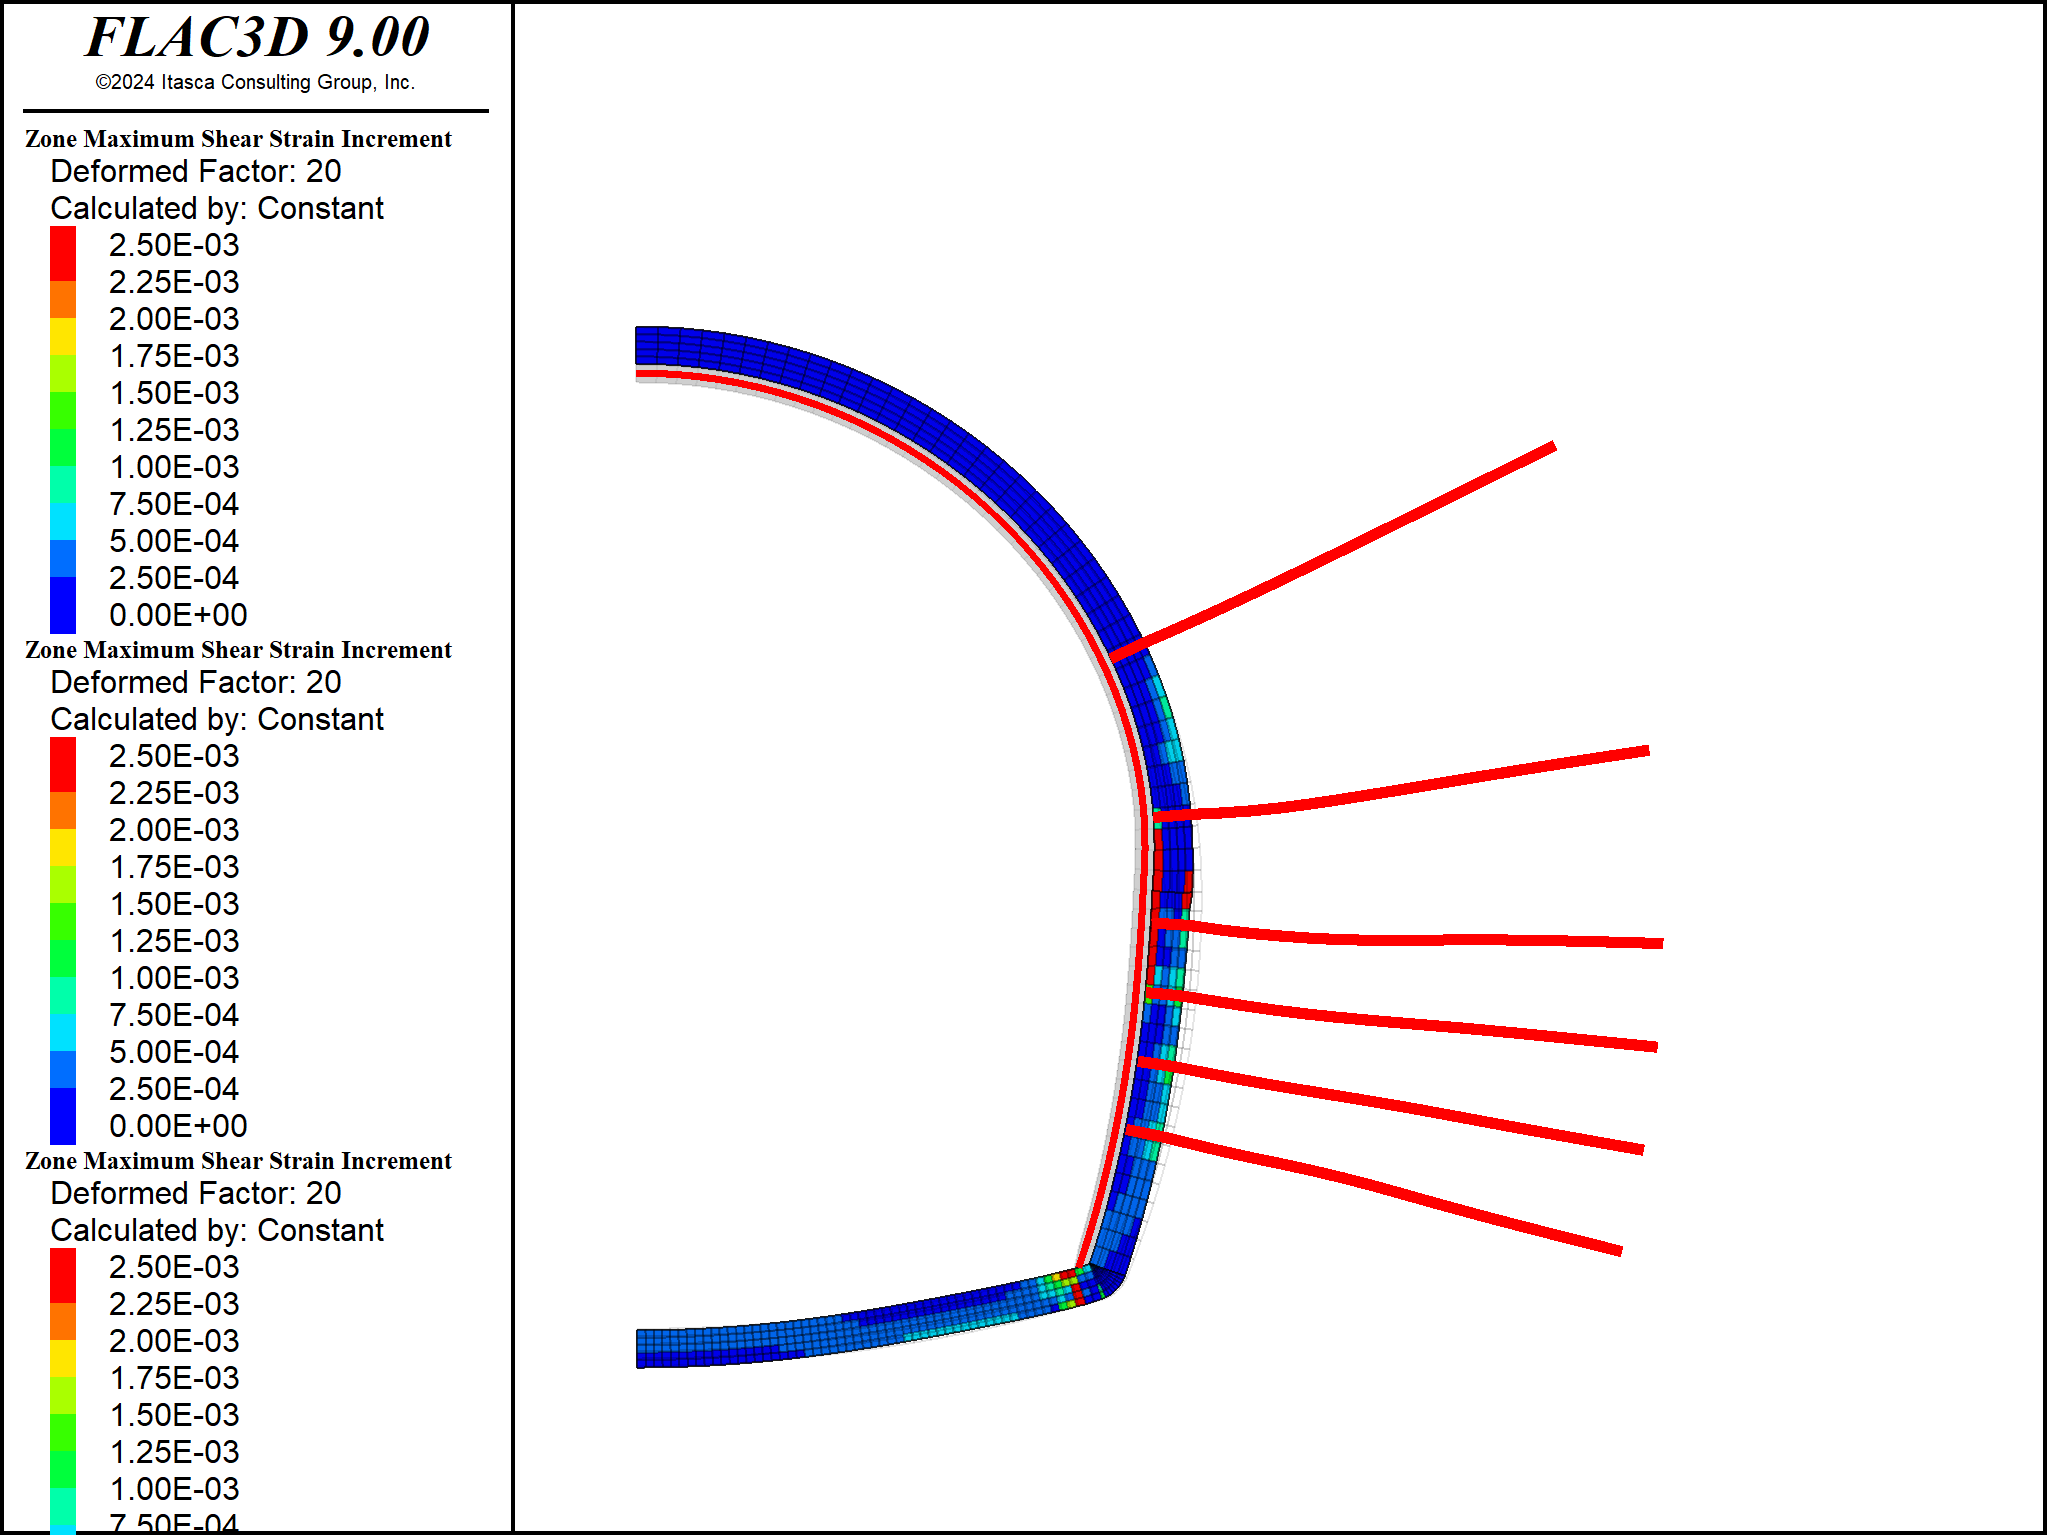 FLAC3D 9.00
©2024 Itasca Consulting Group, Inc.
Zone Maximum Shear Strain Increment
Deformed Factor: 20
Calculated by: Constant
2.50E-03
2.25E-03
2.00E-03
1.75E-03
1.50E-03
1.25E-03
1.00E-03
7.50E-04
5.00E-04
2.50E-04
0.00E+00
Zone Maximum Shear Strain Increment
Deformed Factor: 20
Calculated by: Constant
2.50E-03
2.25E-03
2.00E-03
1.75E-03
1.50E-03
1.25E-03
1.00E-03
7.50E-04
5.00E-04
2.50E-04
0.00E+00
Zone Maximum Shear Strain Increment
Deformed Factor: 20
Calculated by: Constant
2.50E-03
2.25E-03
2.00E-03
1.75E-03
1.50E-03
1.25E-03
1.00E-03
7.50E-04